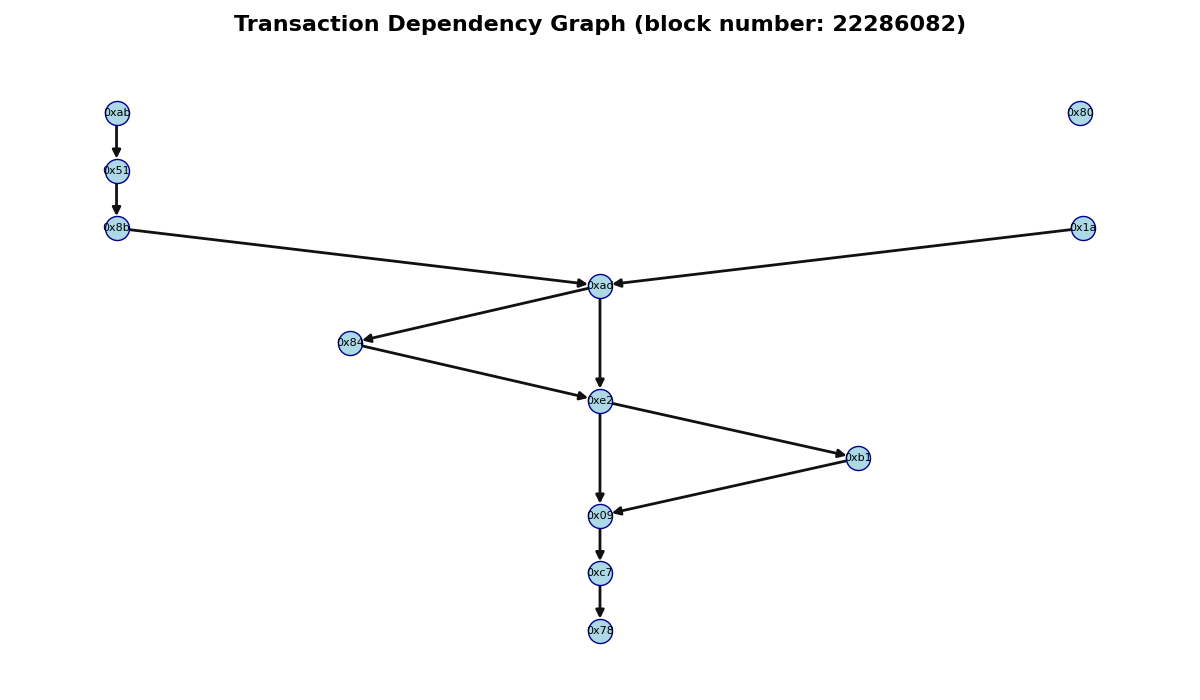 Transaction Dependency Graph (block number: 22286082)
0xab
0x80
0x51
0x8b
0x1a
0xad
0x84
0xe2
0xb1
0x09
0xc7
0x78